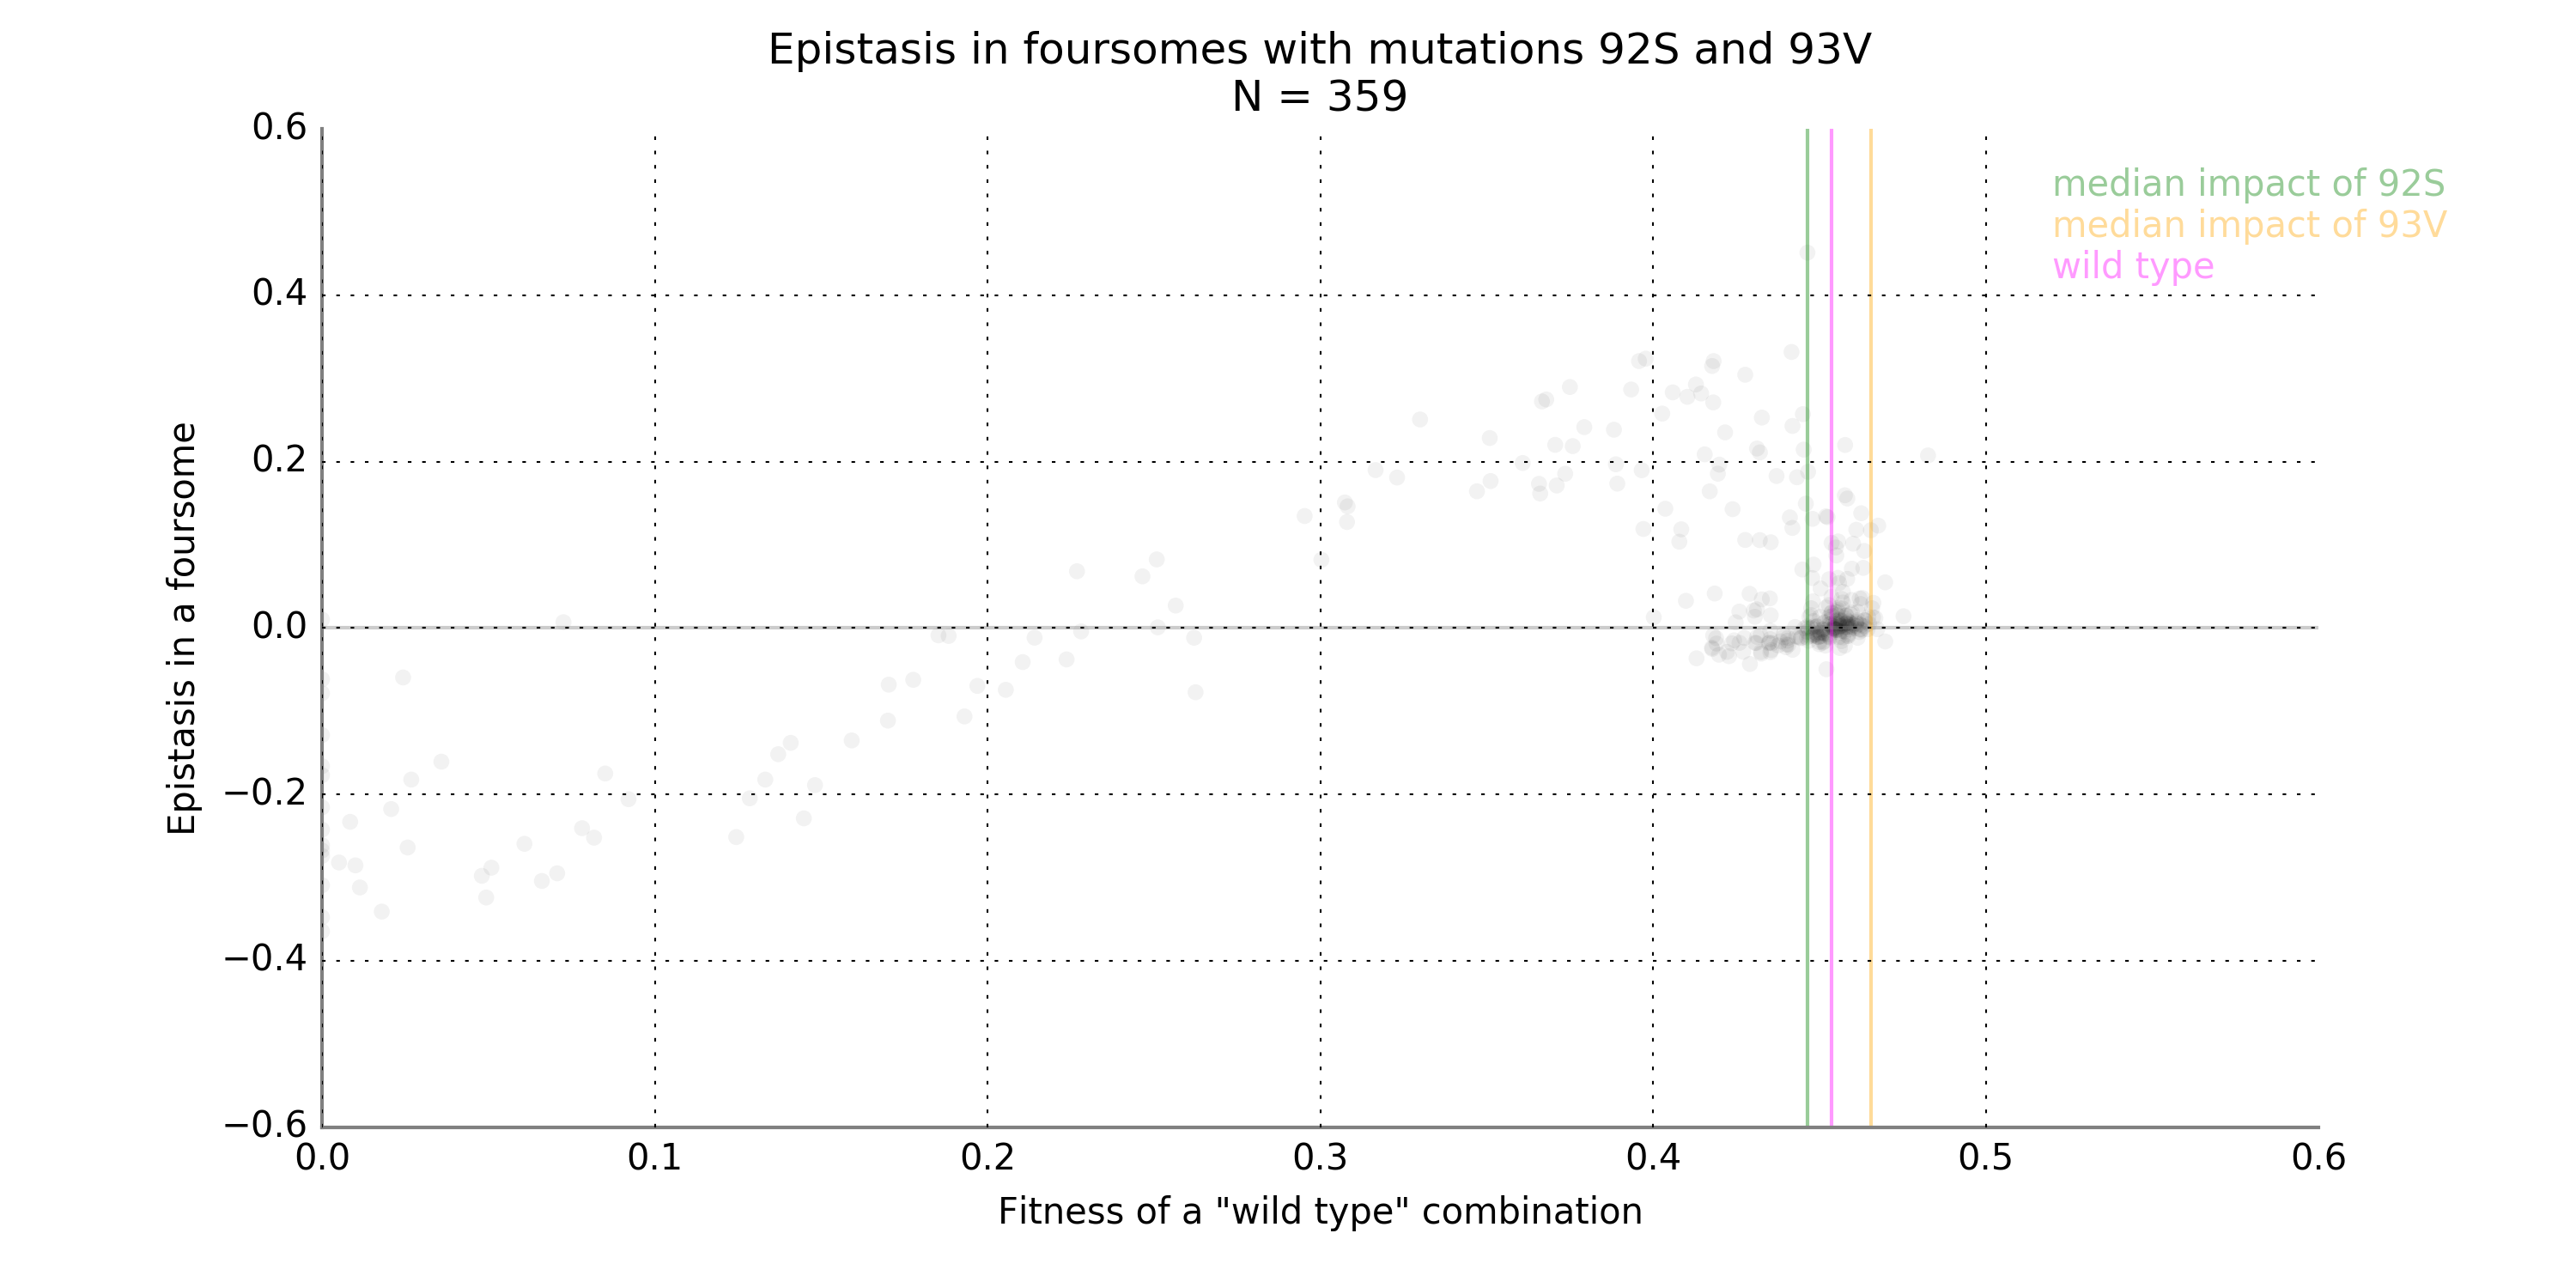 Epistasis in foursomes with mutations 92S and 93V
N = 359
median impact of 92S
median impact of 93V
wild type
Epistasis in a foursome
0.6
0.4
0.2
0.0
−0.2
−0.4
−0.6
0.0 0.1 0.2 0.3 0.4 0.5 0.6
Fitness of a "wild type" combination